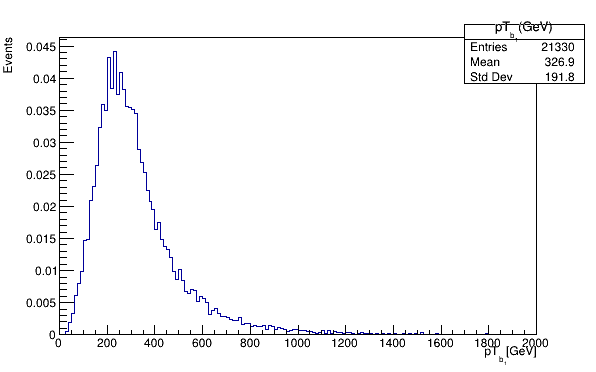 pT_b_1(GeV)
Entries 21330
Mean 326.9
Std Dev 191.8
Events
0.045
0.04
0.035
0.03
0.025
0.02
0.015
0.01
0.005
0
0 200 400 600 800 1000 1200 1400 1600 1800 2000
pT_b_1[GeV]